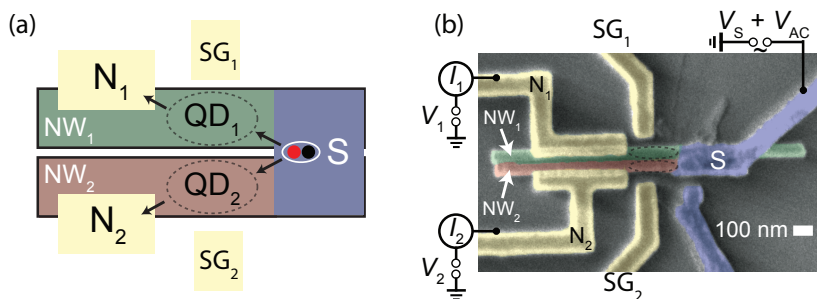 (a)
SG1
N1
NW1
QD1
S
NW2
QD2
N2
SG2
(b)
SG1
VS + VAC
~
I1
N1
V1
NW1
S
NW2
I2
N2
100 nm
V2
SG2